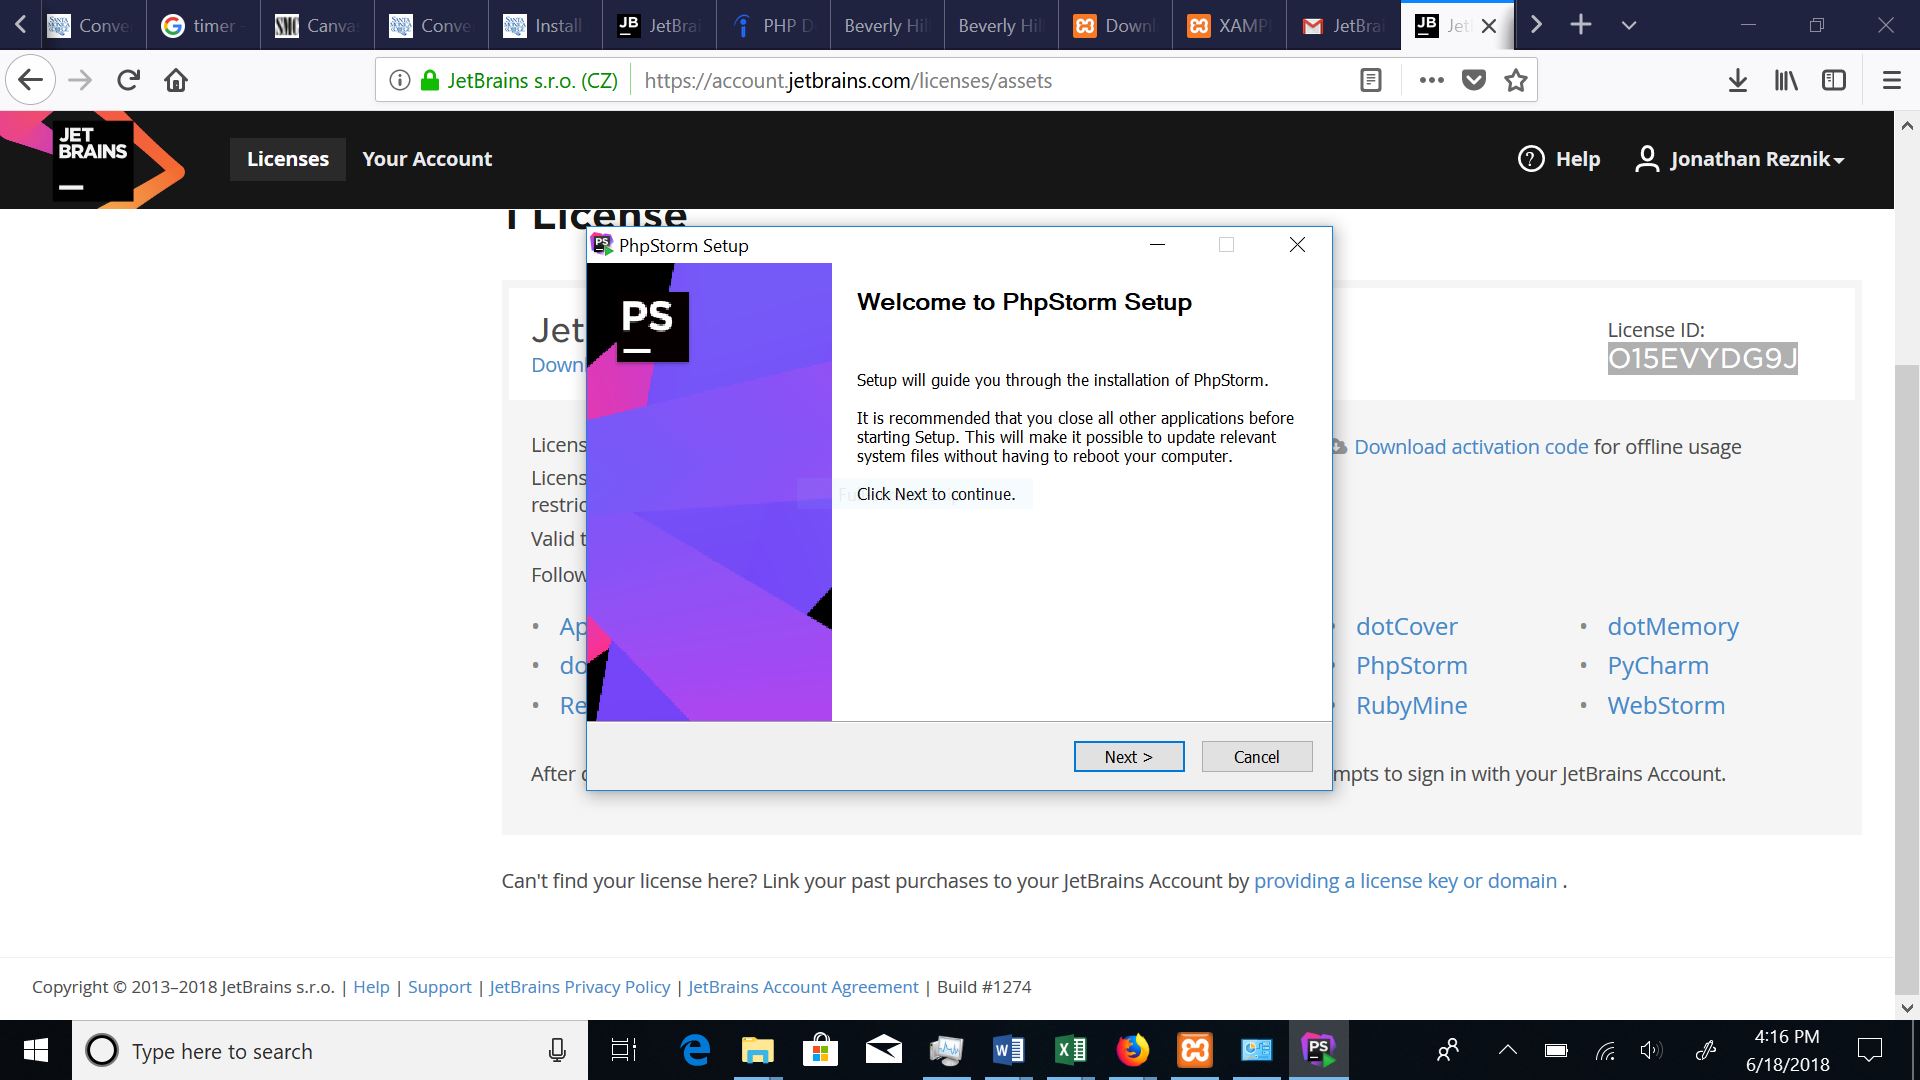 Conve
timer
Canvas
Conve
Install
JB
JetBrai
PHP D
Beverly Hil
Beverly Hil
Downl
XAMP
JetBrai
JB
Jet
JetBrains s.r.o. (CZ)
https://account.jetbrains.com/licenses/assets
JET
BRAINS
Licenses
Your Account
Help
Jonathan Reznik
1 License
PhpStorm Setup
PS
Welcome to PhpStorm Setup
Setup will guide you through the installation of PhpStorm.
It is recommended that you close all other applications before
starting Setup. This will make it possible to update relevant
system files without having to reboot your computer.
Click Next to continue.
Next >
Cancel
Jet
Downl
License ID:
O15EVYDG9J
Licens
Download activation code for offline usage
Licens
restric
Valid t
Follow
• Ap
dotCover
• dotMemory
• do
PhpStorm
• PyCharm
• Re
RubyMine
• WebStorm
After
mpts to sign in with your JetBrains Account.
Can't find your license here? Link your past purchases to your JetBrains Account by providing a license key or domain .
Copyright © 2013–2018 JetBrains s.r.o. | Help | Support | JetBrains Privacy Policy | JetBrains Account Agreement | Build #1274
Type here to search
PS
4:16 PM
6/18/2018